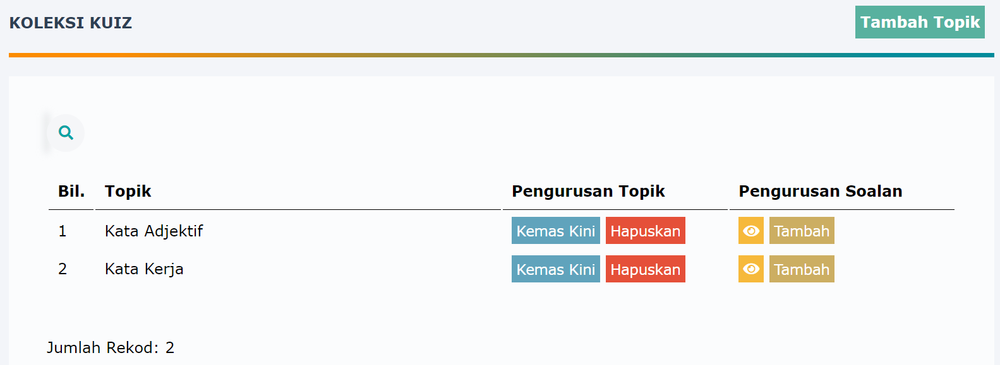 KOLEKSI KUIZ Tambah Topik
Bil. Topik Pengurusan Topik Pengurusan Soalan
1 Kata Adjektif Kemas Kini Hapuskan Tambah
2 Kata Kerja Kemas Kini Hapuskan Tambah
Jumlah Rekod: 2